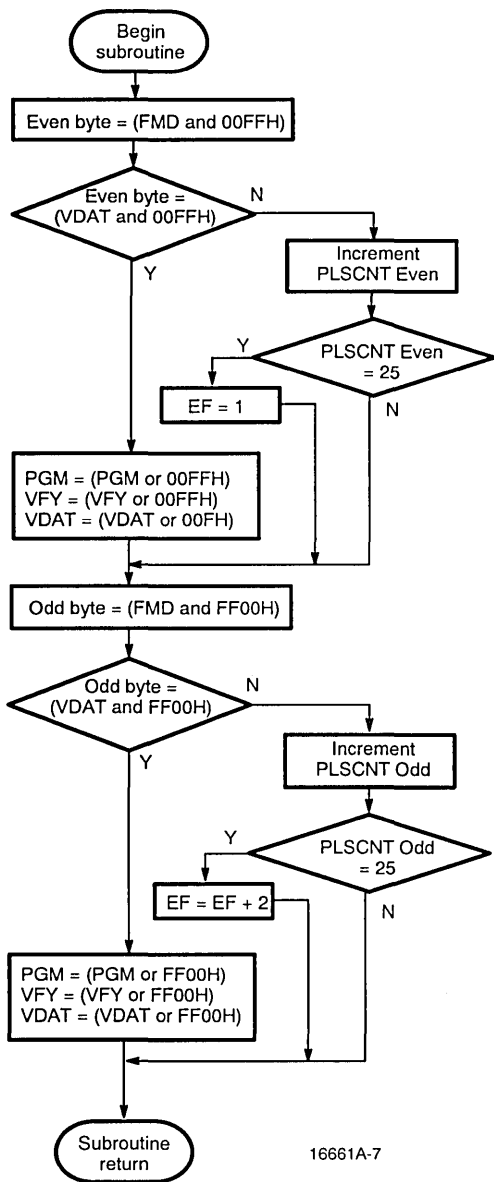 Begin
subroutine
Even byte = (FMD and 00FFH)
Even byte =
(VDAT and 00FFH)
N
Y
Increment
PLSCNT Even
PLSCNT Even
= 25
Y
N
EF = 1
PGM = (PGM or 00FFH)
VFY = (VFY or 00FFH)
VDAT = (VDAT or 00FH)
Odd byte = (FMD and FF00H)
Odd byte =
(VDAT and FF00H)
N
Y
Increment
PLSCNT Odd
PLSCNT Odd
= 25
Y
N
EF = EF + 2
PGM = (PGM or FF00H)
VFY = (VFY or FF00H)
VDAT = (VDAT or FF00H)
Subroutine
return
16661A-7